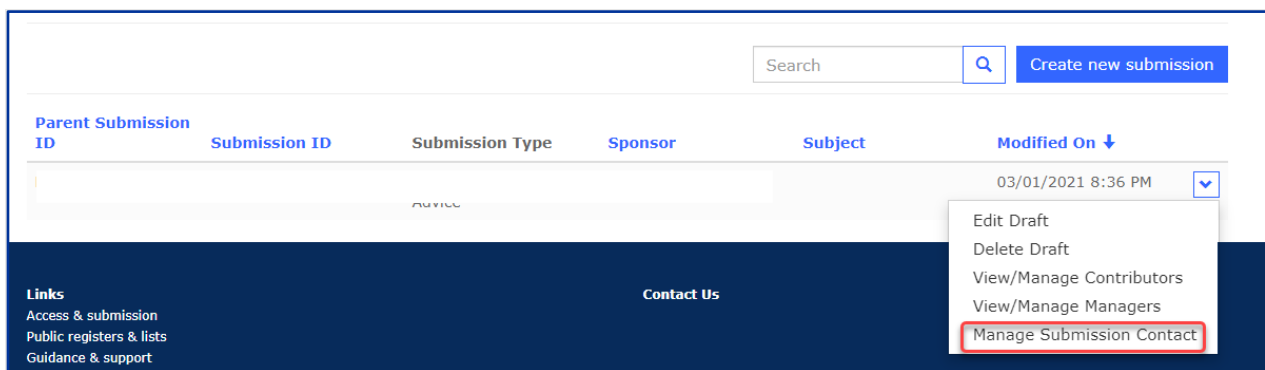 Search
Create new submission
Parent Submission
ID
Submission ID
Submission Type
Sponsor
Subject
Modified On
03/01/2021 8:36 PM
Advice
Edit Draft
Delete Draft
View/Manage Contributors
View/Manage Managers
Manage Submission Contact
Links
Access & submission
Public registers & lists
Guidance & support
Contact Us